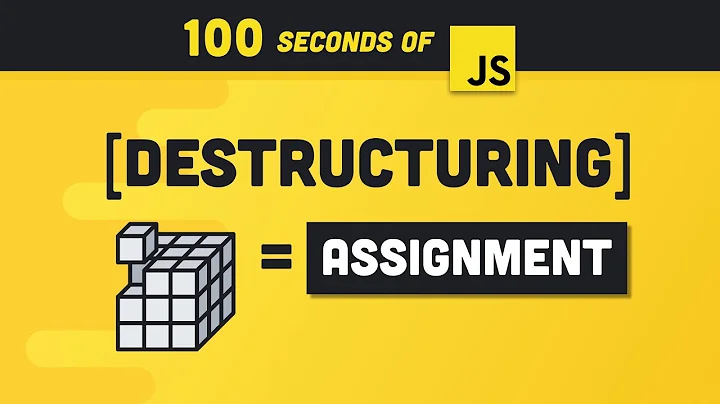 100 SECONDS OF JS
[DESTRUCTURING]
= ASSIGNMENT